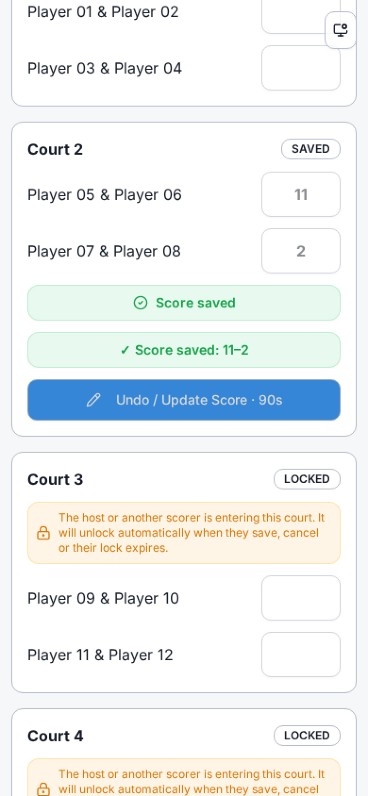 Player 01 & Player 02
Player 03 & Player 04
Court 2
SAVED
Player 05 & Player 06
11
Player 07 & Player 08
2
Score saved
✓ Score saved: 11–2
Undo / Update Score · 90s
Court 3
LOCKED
The host or another scorer is entering this court. It
will unlock automatically when they save, cancel
or their lock expires.
Player 09 & Player 10
Player 11 & Player 12
Court 4
LOCKED
The host or another scorer is entering this court. It
will unlock automatically when they save, cancel